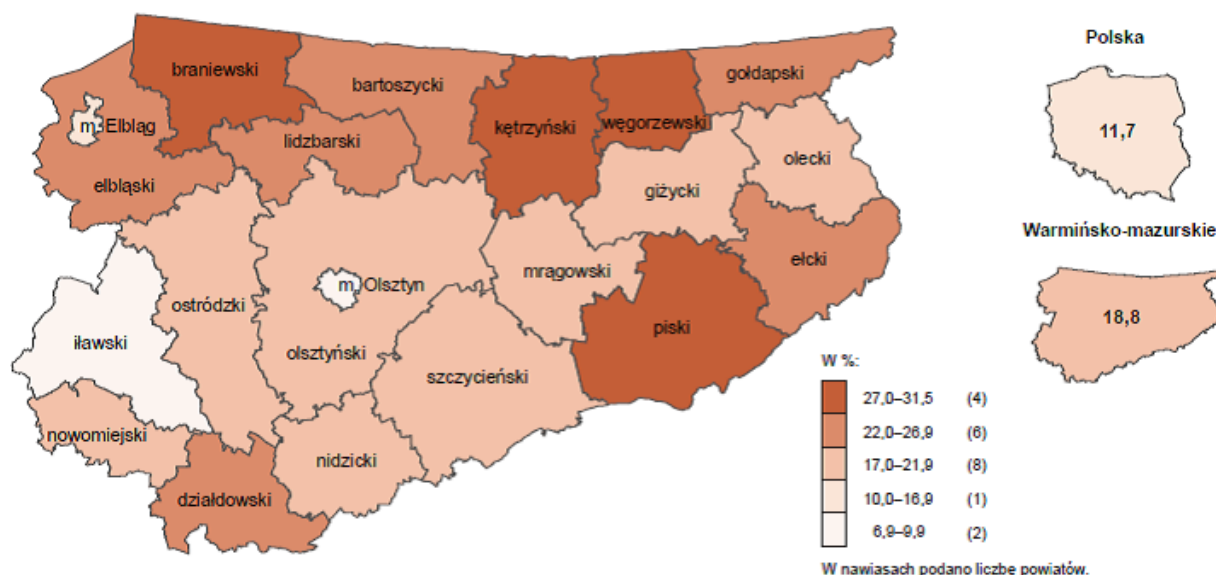 Polska
11,7
Warmińsko-mazurskie
18,8
braniewski
bartoszycki
gołdapski
m. Elbląg
kętrzyński
węgorzewski
lidzbarski
olecki
elbląski
giżycki
ełcki
mrągowski
m. Olsztyn
ostródzki
iławski
piski
olsztyński
szczycieński
nowomiejski
nidzicki
działdowski
W %:
27,0–31,5 (4)
22,0–26,9 (6)
17,0–21,9 (8)
10,0–16,9 (1)
6,9–9,9 (2)
W nawiasach podano liczbę powiatów.